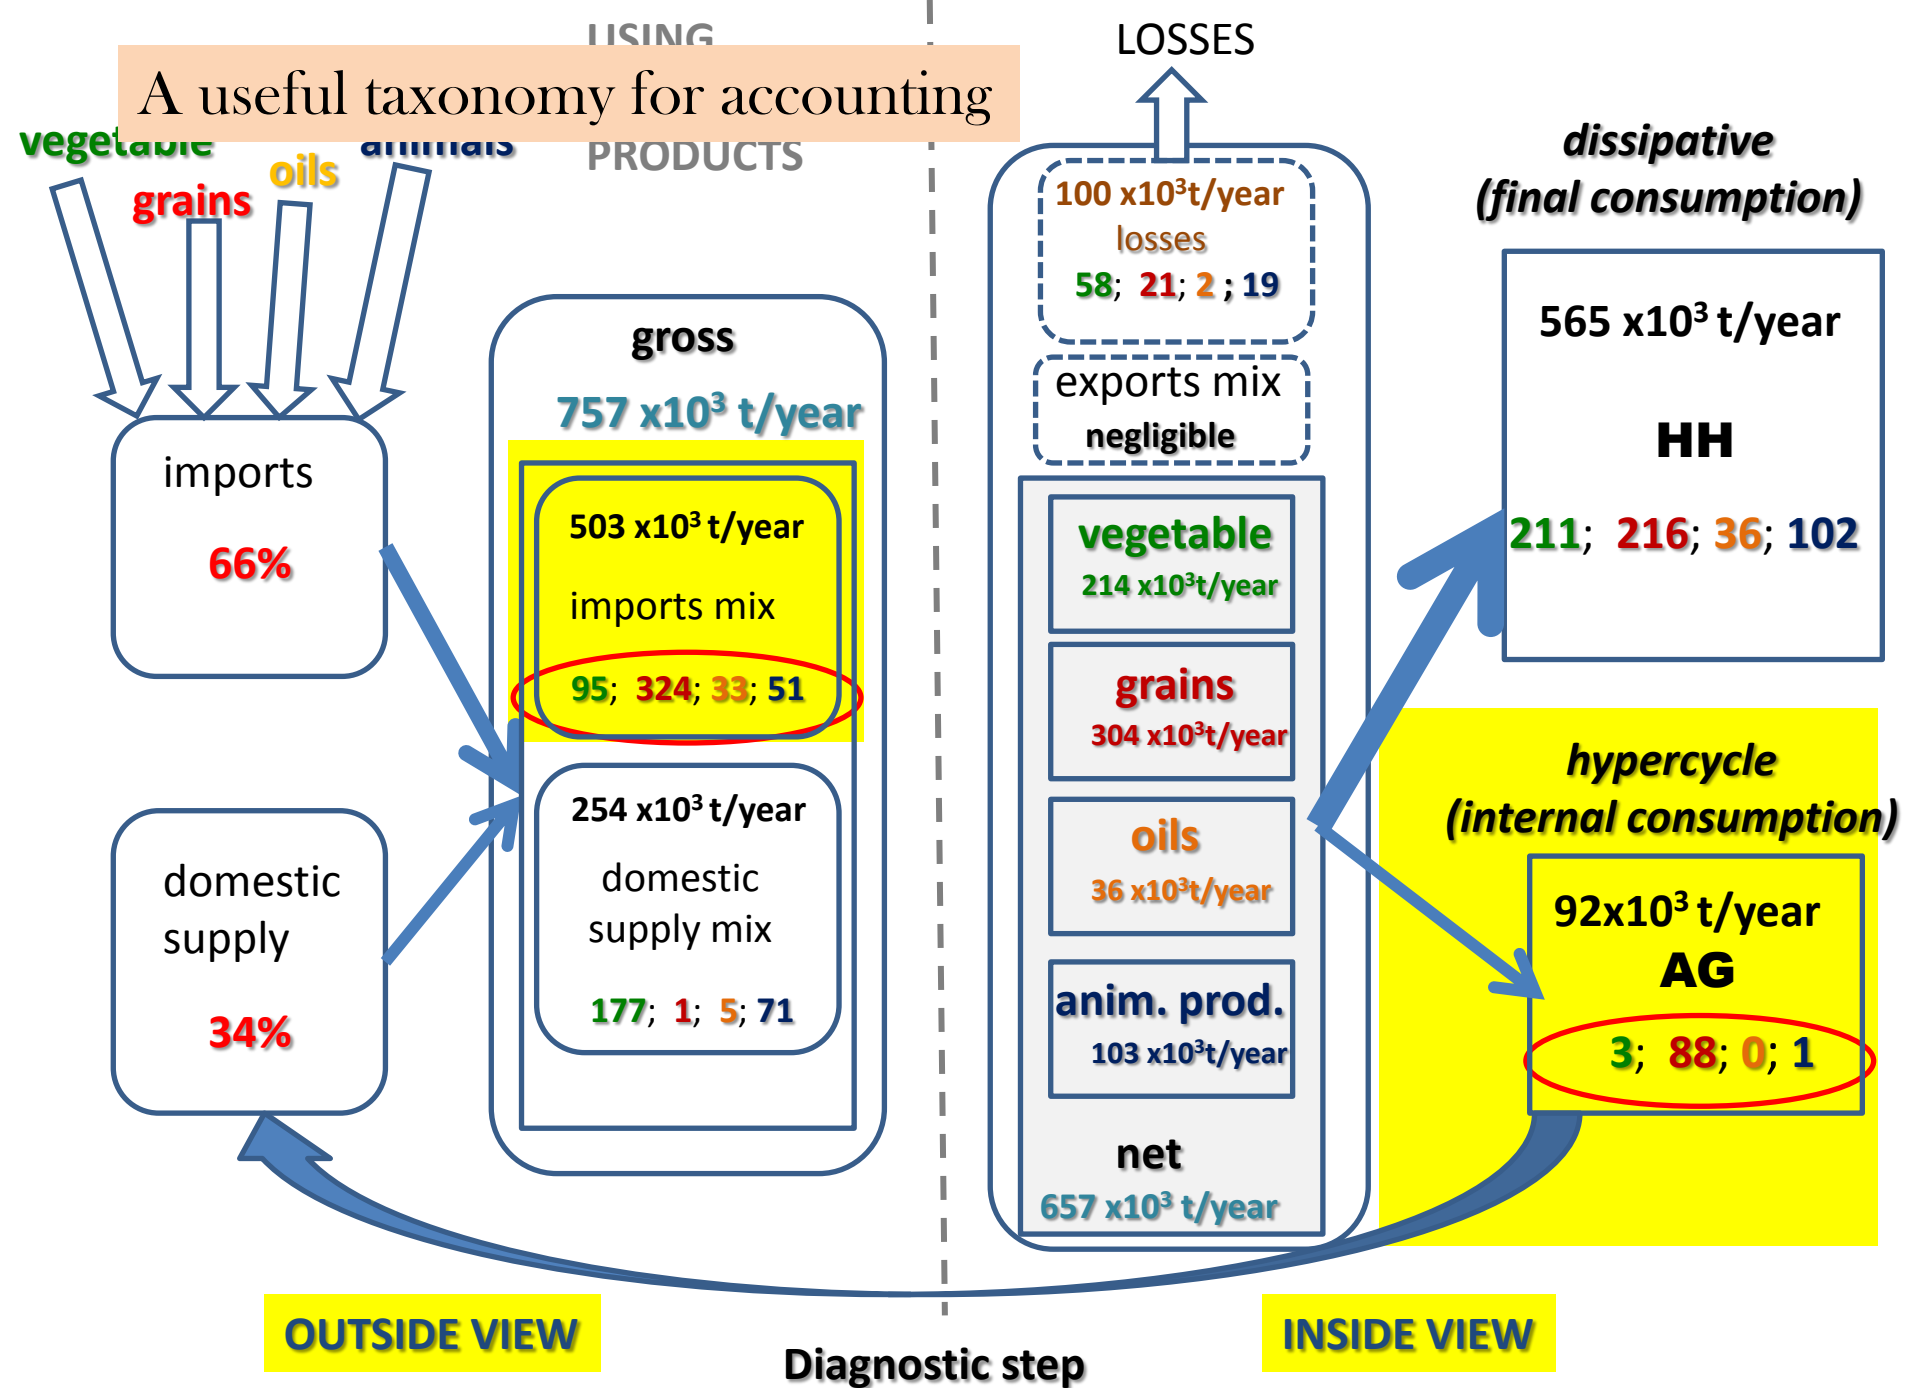 USING
A useful taxonomy for accounting
PRODUCTS
vegetable
grains
oils
animals
imports
66%
domestic
supply
34%
gross
757 x10³ t/year
503 x10³ t/year
imports mix
95; 324; 33; 51
254 x10³ t/year
domestic
supply mix
177; 1; 5; 71
LOSSES
100 x10³t/year
losses
58; 21; 2 ; 19
exports mix
negligible
vegetable
214 x10³t/year
grains
304 x10³t/year
oils
36 x10³t/year
anim. prod.
103 x10³t/year
net
657 x10³ t/year
dissipative
(final consumption)
565 x10³ t/year
HH
211; 216; 36; 102
hypercycle
(internal consumption)
92x10³ t/year
AG
3; 88; 0; 1
OUTSIDE VIEW
INSIDE VIEW
Diagnostic step